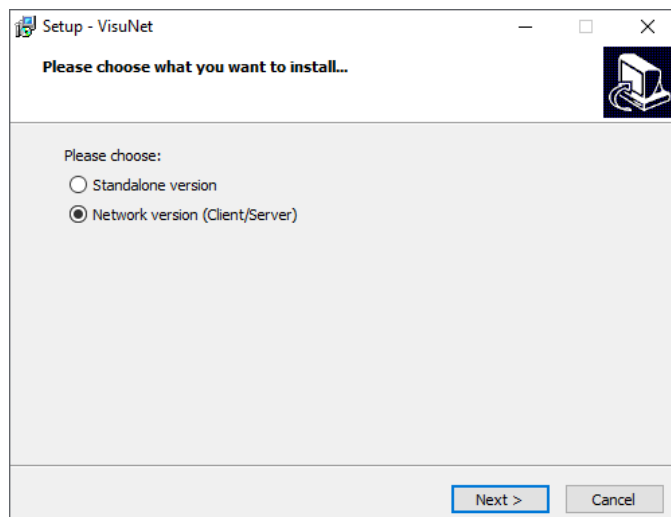 Setup - VisuNet
Please choose what you want to install...
Please choose:
Standalone version
Network version (Client/Server)
Next >
Cancel